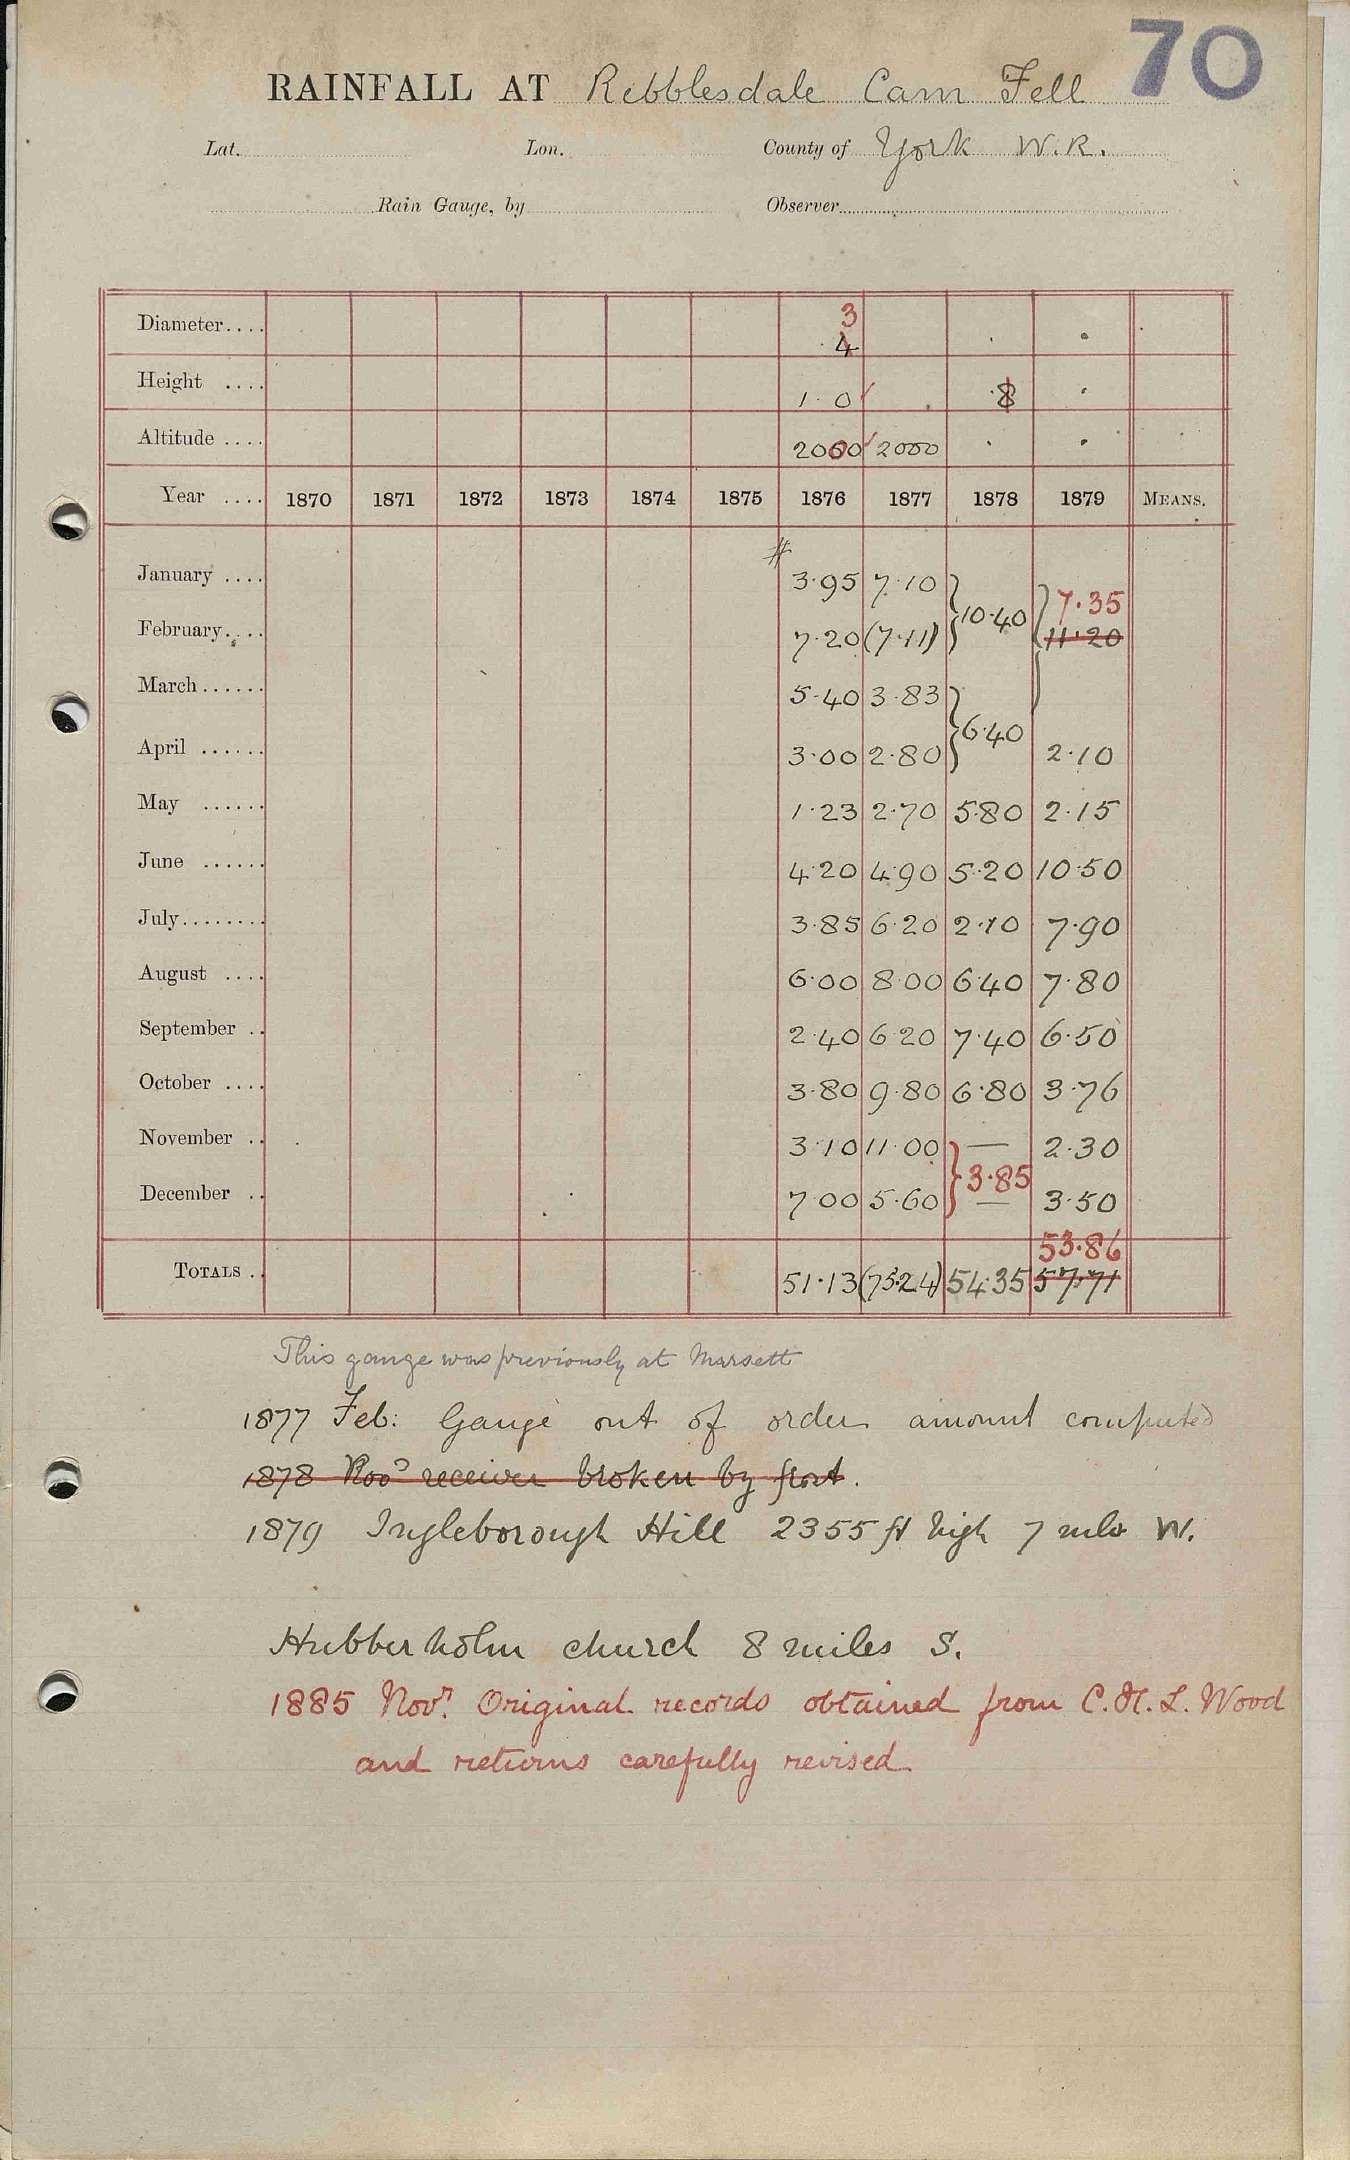 70
RAINFALL AT Ribblesdale Cam Fell
Lat. Lon. County of York W.R.
Rain Gauge, by Observer
Diameter.... 3 4
Height .... 1.0 8
Altitude .... 2000 2000
Year .... 1870 1871 1872 1873 1874 1875 1876 1877 1878 1879 MEANS.
#
January .... 3.95 7.10 10.40 7.35
February.... 7.20 (7.11) 11.20
March...... 5.40 3.83 6.40
April ...... 3.00 2.80 2.10
May ...... 1.23 2.70 5.80 2.15
June ...... 4.20 4.90 5.20 10.50
July........ 3.85 6.20 2.10 7.90
August .... 6.00 8.00 6.40 7.80
September .. 2.40 6.20 7.40 6.50
October .... 3.80 9.80 6.80 3.76
November .. 3.10 11.00 — 2.30
3.85
December .. 7.00 5.60 — 3.50
53.86
TOTALS .. 51.13 (75.24) 54.35 57.71
This gauge was previously at Marsett
1877 Feb: Gauge out of order amount computed
1878 Nov. receiver broken by frost.
1879 Ingleborough Hill 2355 ft high 7 mls W.
Hubberholm church 8 miles S.
1885 Novr. Original records obtained from C.H.L. Wood
and returns carefully revised.